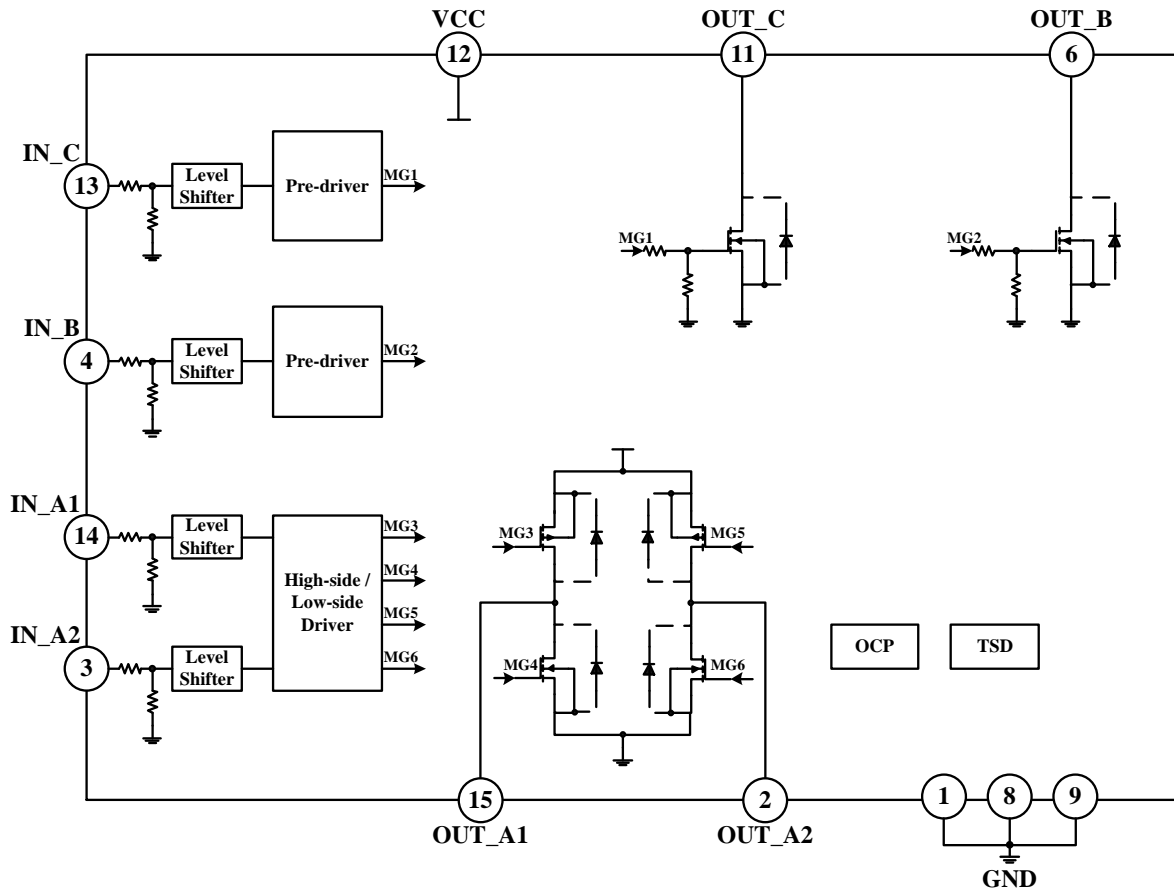 VCC
12
OUT_C
11
OUT_B
6
IN_C
13
Level
Shifter
Pre-driver
MG1
MG1
MG2
IN_B
4
Level
Shifter
Pre-driver
MG2
IN_A1
14
Level
Shifter
High-side /
Low-side
Driver
MG3
MG4
MG5
MG6
IN_A2
3
Level
Shifter
MG3
MG5
MG4
MG6
OCP
TSD
15
OUT_A1
2
OUT_A2
1
8
9
GND